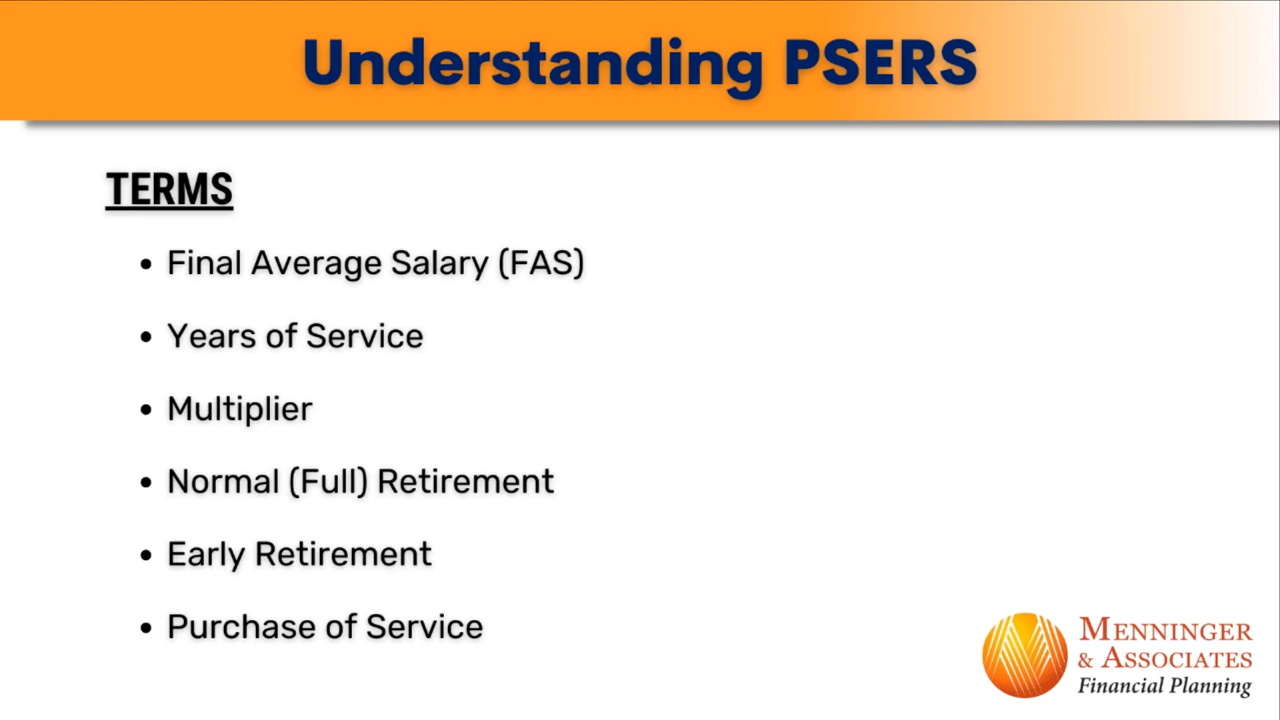 Understanding PSERS
TERMS
• Final Average Salary (FAS)
• Years of Service
• Multiplier
• Normal (Full) Retirement
• Early Retirement
• Purchase of Service
MENNINGER
& ASSOCIATES
Financial Planning